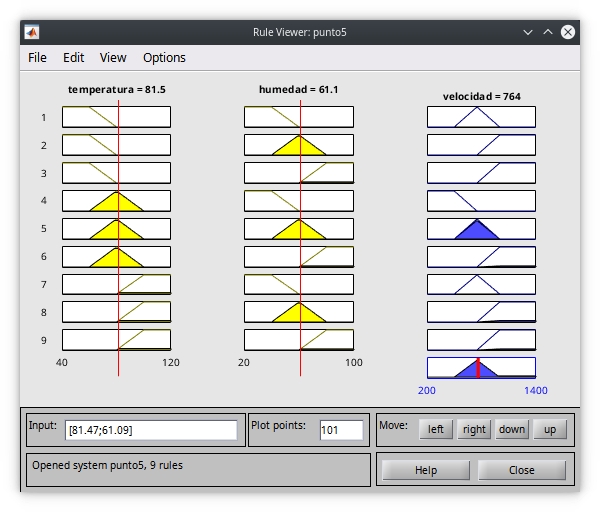 Rule Viewer: punto5
File Edit View Options
temperatura = 81.5 humedad = 61.1 velocidad = 764
1
2
3
4
5
6
7
8
9
40 120 20 100
200 1400
Input: [81.47;61.09] Plot points: 101 Move: left right down up
Opened system punto5, 9 rules Help Close